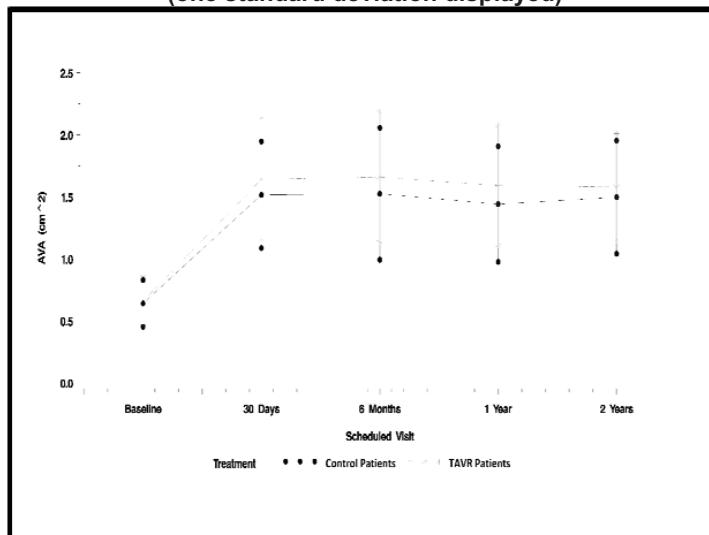 (one standard deviation displayed)
2.5
2.0
1.5
1.0
0.5
0.0
AVA (cm^2)
Baseline 30 Days 6 Months 1 Year 2 Years
Scheduled Visit
Treatment Control Patients TAVR Patients